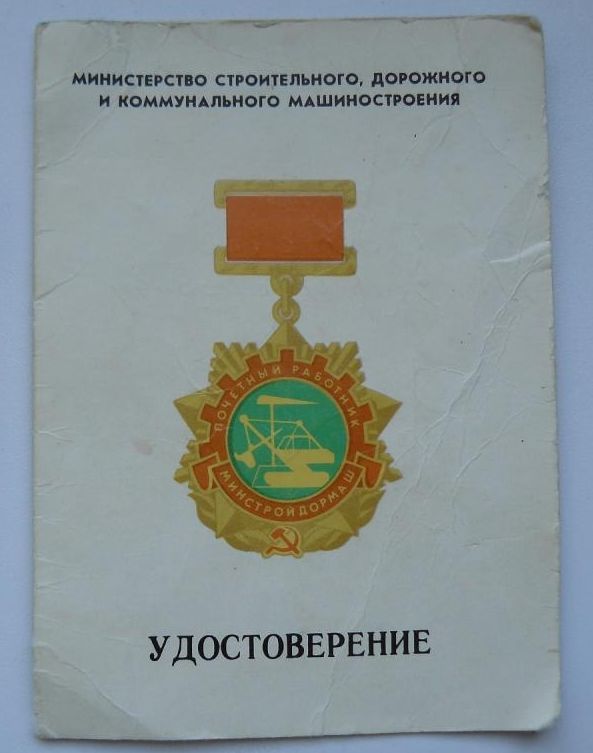 МИНИСТЕРСТВО СТРОИТЕЛЬНОГО, ДОРОЖНОГО
И КОММУНАЛЬНОГО МАШИНОСТРОЕНИЯ
ПОЧЕТНЫЙ РАБОТНИК
МИНСТРОЙДОРМАШ
УДОСТОВЕРЕНИЕ